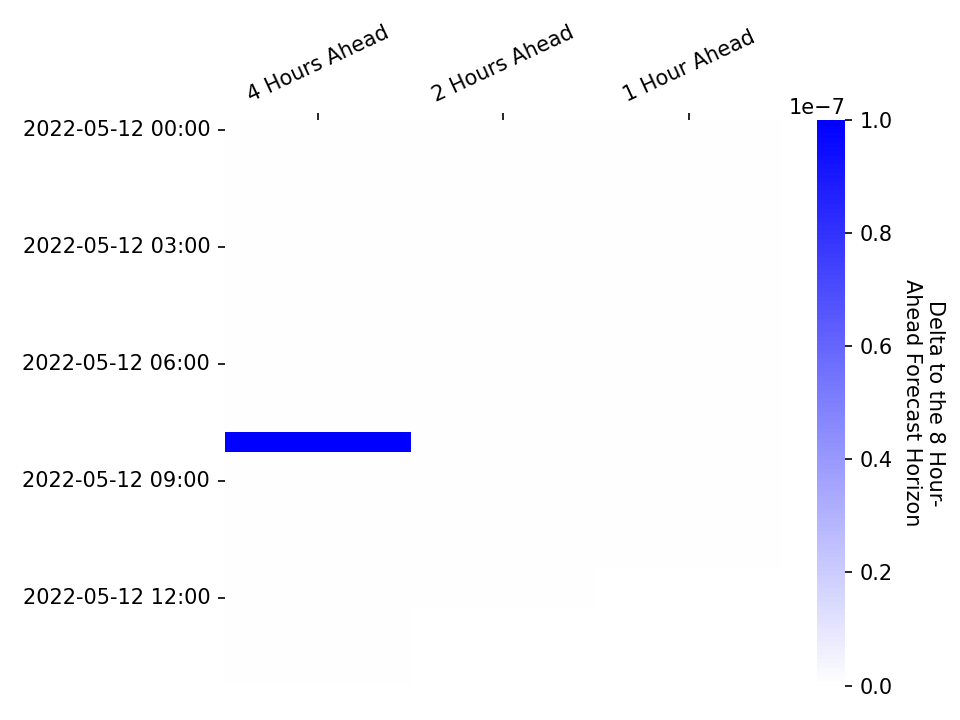 4 Hours Ahead
2 Hours Ahead
1 Hour Ahead
1e−7
2022-05-12 00:00
2022-05-12 03:00
2022-05-12 06:00
2022-05-12 09:00
2022-05-12 12:00
1.0
0.8
0.6
0.4
0.2
0.0
Delta to the 8 Hour-
Ahead Forecast Horizon